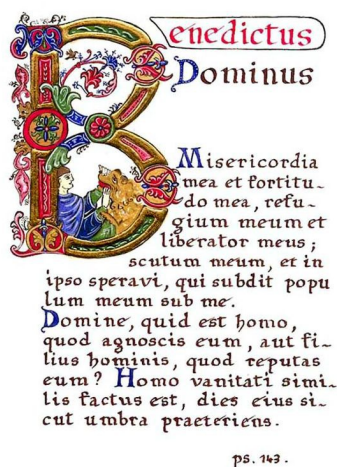 Benedictus
Dominus
Misericordia
mea et fortitu-
do mea, refu-
gium meum et
liberator meus;
scutum meum, et in
ipso speravi, qui subdit popu
lum meum sub me.
Domine, quid est homo,
quod agnoscis eum, aut fi-
lius hominis, quod reputas
eum? Homo vanitati simi-
lis factus est, dies eius si-
cut umbra praeteriens.
ps. 143.